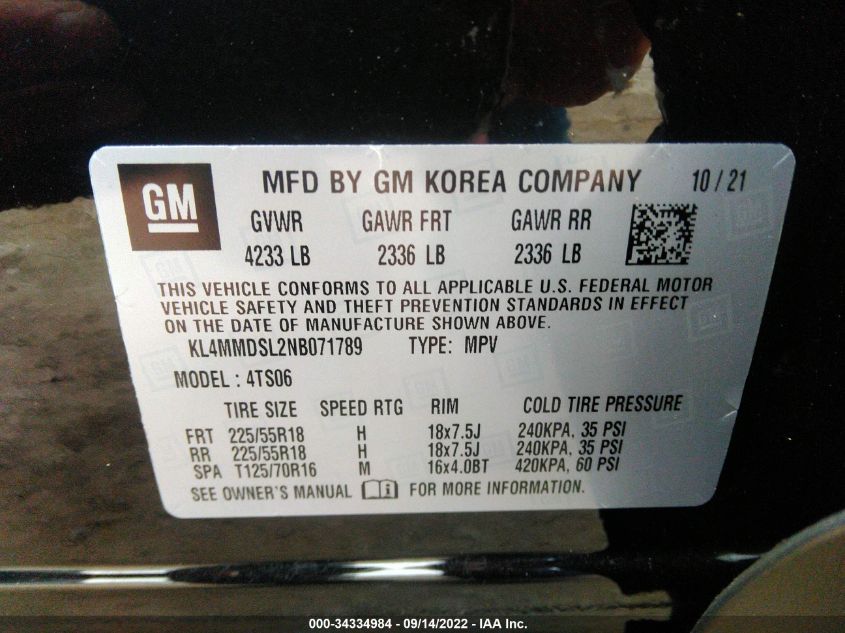 GM
MFD BY GM KOREA COMPANY 10/21
GVWR GAWR FRT GAWR RR
4233 LB 2336 LB 2336 LB
THIS VEHICLE CONFORMS TO ALL APPLICABLE U.S. FEDERAL MOTOR
VEHICLE SAFETY AND THEFT PREVENTION STANDARDS IN EFFECT
ON THE DATE OF MANUFACTURE SHOWN ABOVE.
KL4MMDSL2NB071789 TYPE: MPV
MODEL : 4TS06
TIRE SIZE SPEED RTG RIM COLD TIRE PRESSURE
FRT 225/55R18 H 18x7.5J 240KPA, 35 PSI
RR 225/55R18 H 18x7.5J 240KPA, 35 PSI
SPA T125/70R16 M 16x4.0BT 420KPA, 60 PSI
SEE OWNER'S MANUAL FOR MORE INFORMATION.
000-34334984 - 09/14/2022 - IAA Inc.